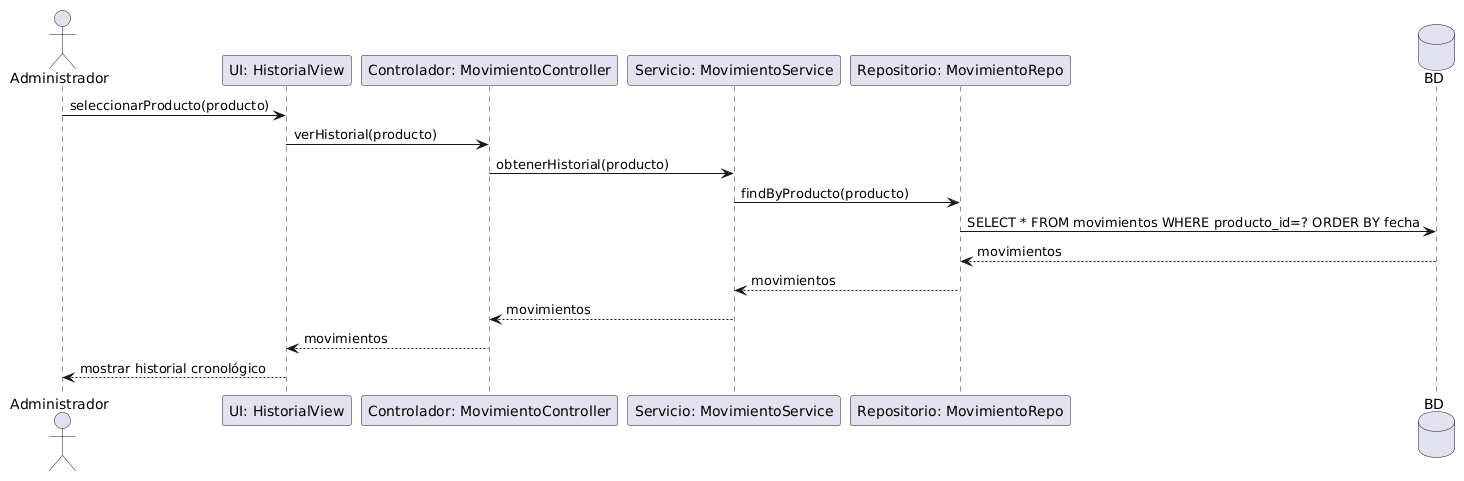 Administrador
UI: HistorialView
Controlador: MovimientoController
Servicio: MovimientoService
Repositorio: MovimientoRepo
BD
seleccionarProducto(producto)
verHistorial(producto)
obtenerHistorial(producto)
findByProducto(producto)
SELECT * FROM movimientos WHERE producto_id=? ORDER BY fecha
movimientos
movimientos
movimientos
movimientos
mostrar historial cronológico
Administrador
UI: HistorialView
Controlador: MovimientoController
Servicio: MovimientoService
Repositorio: MovimientoRepo
BD